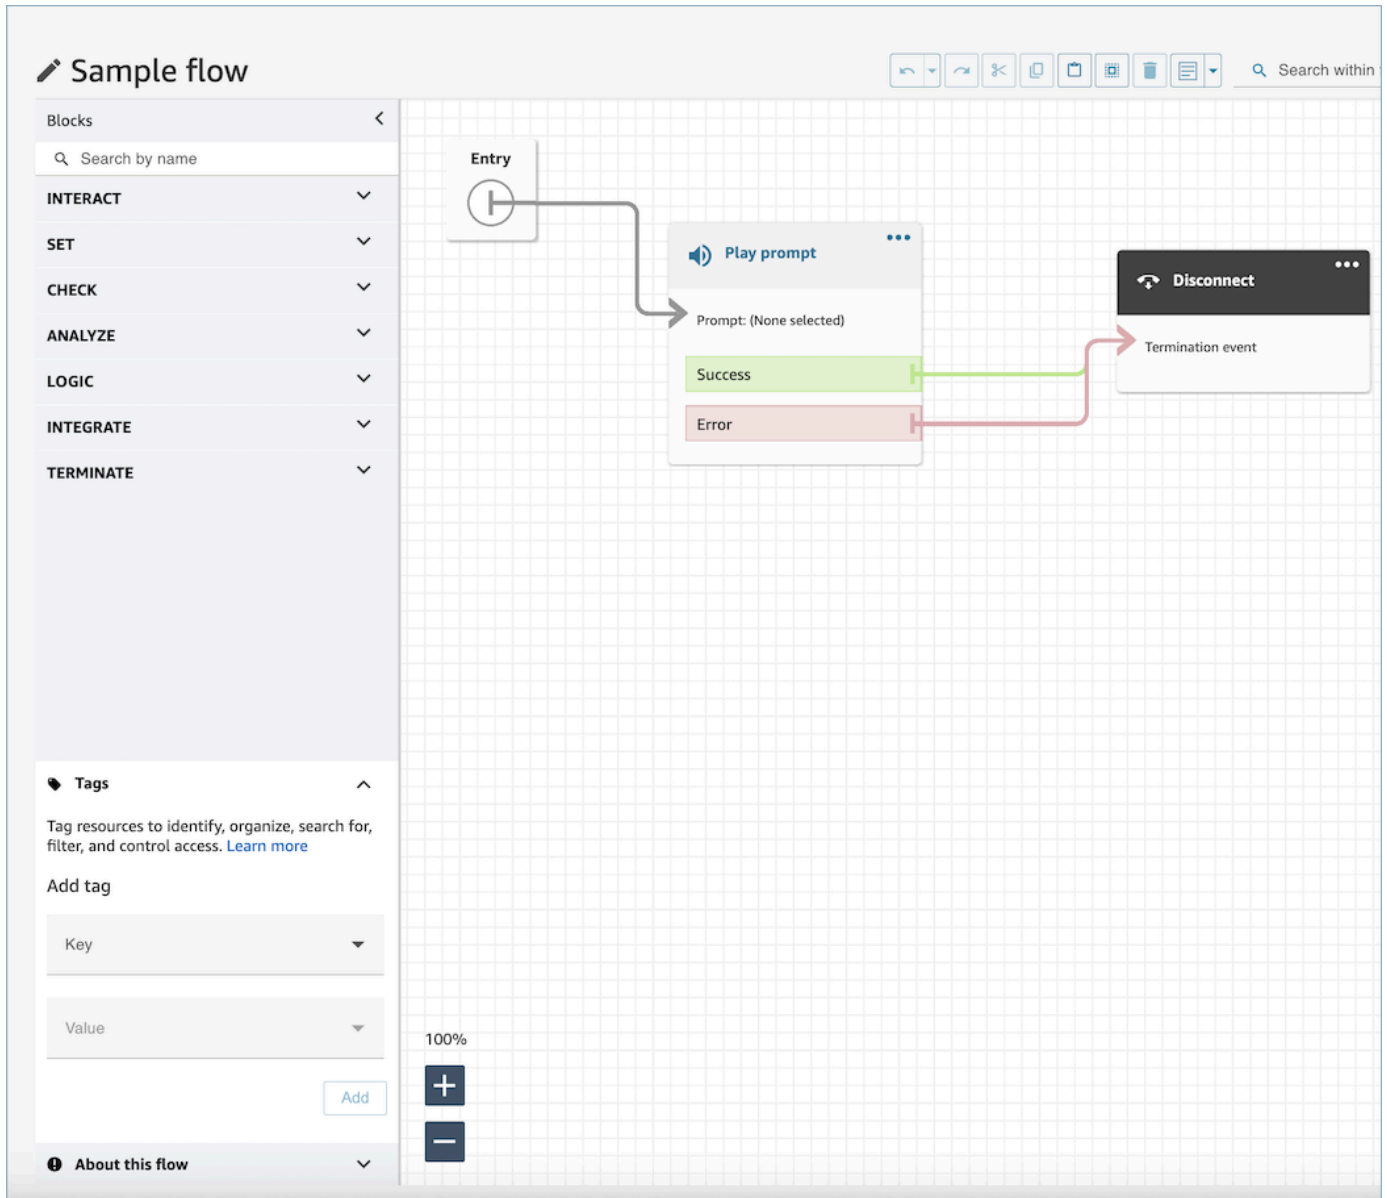 Sample flow
Search within
Blocks
Search by name
INTERACT
SET
CHECK
ANALYZE
LOGIC
INTEGRATE
TERMINATE
Tags
Tag resources to identify, organize, search for,
filter, and control access. Learn more
Add tag
Key
Value
Add
About this flow
Entry
Play prompt
Prompt: (None selected)
Success
Error
Disconnect
Termination event
100%